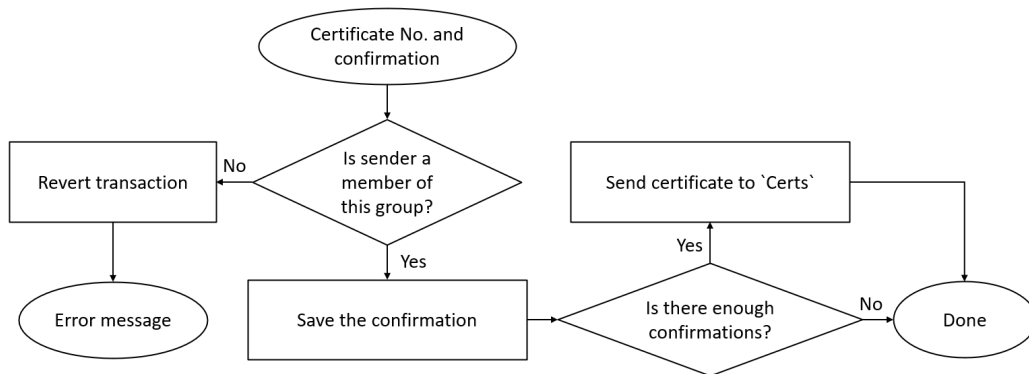 Certificate No. and
confirmation
Is sender a
member of
this group?
No
Revert transaction
Error message
Yes
Save the confirmation
Is there enough
confirmations?
Yes
Send certificate to `Certs`
No
Done